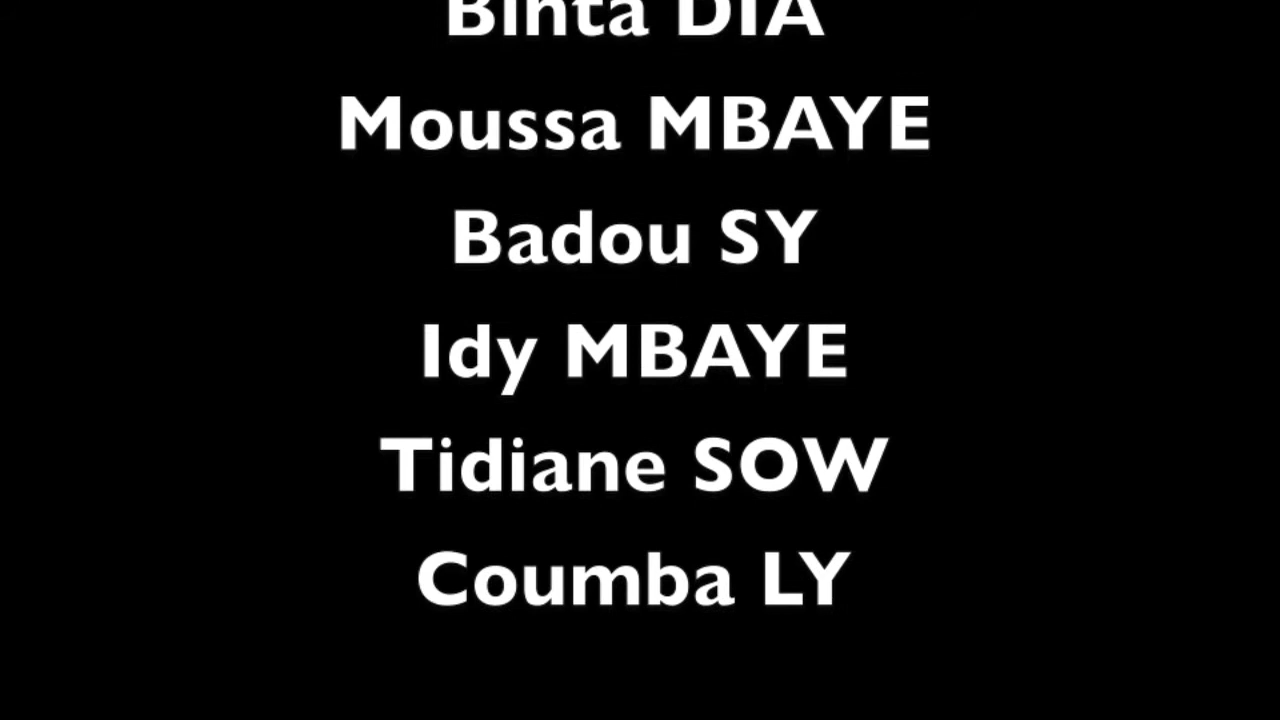 Binta DIA
Moussa MBAYE
Badou SY
Idy MBAYE
Tidiane SOW
Coumba LY